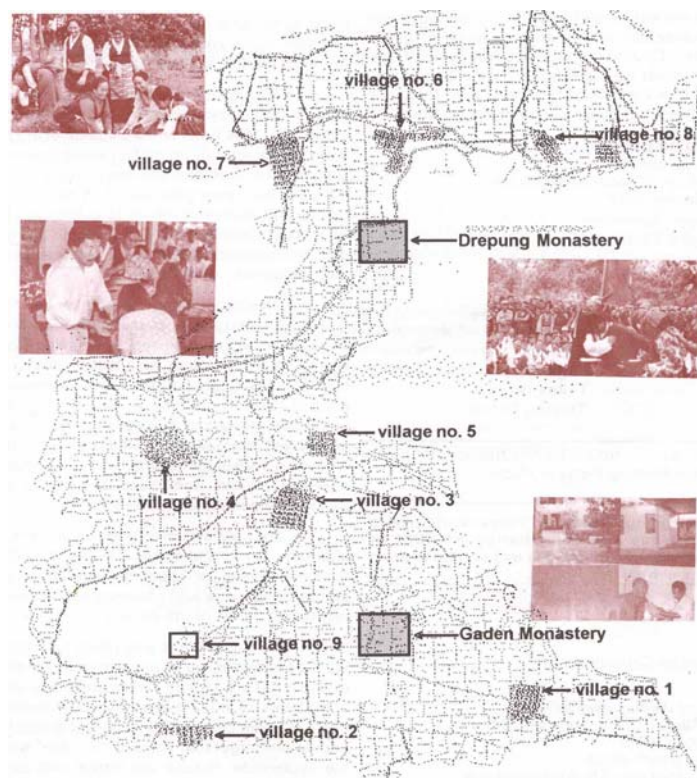 village no. 6
village no. 8
village no. 7
Drepung Monastery
village no. 5
village no. 4
village no. 3
village no. 9
Gaden Monastery
village no. 1
village no. 2